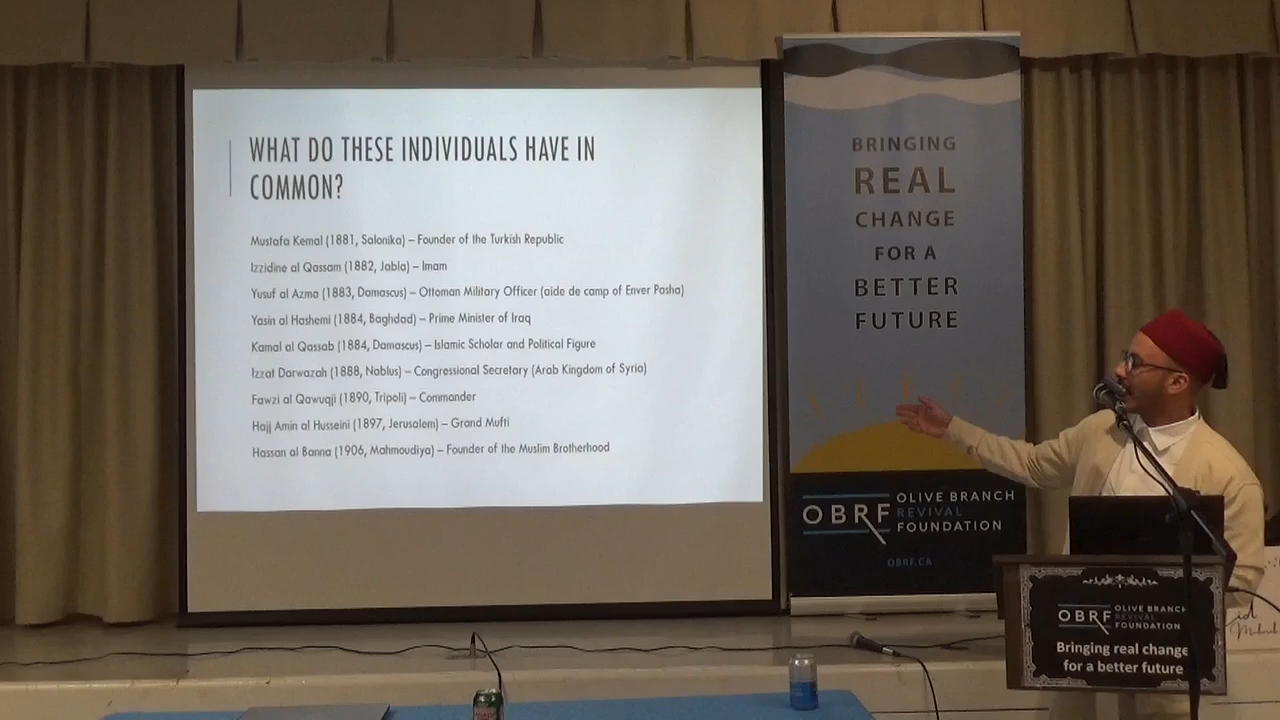 WHAT DO THESE INDIVIDUALS HAVE IN
COMMON?
Mustafa Kemal (1881, Salonika) – Founder of the Turkish Republic
Izzidine al Qassam (1882, Jabla) – Imam
Yusuf al Azma (1883, Damascus) – Ottoman Military Officer (aide de camp of Enver Pasha)
Yasin al Hashemi (1884, Baghdad) – Prime Minister of Iraq
Kamal al Qassab (1884, Damascus) – Islamic Scholar and Political Figure
Izzat Darwazah (1888, Nablus) – Congressional Secretary (Arab Kingdom of Syria)
Fawzi al Qawuqji (1890, Tripoli) – Commander
Hajj Amin al Husseini (1897, Jerusalem) – Grand Mufti
Hassan al Banna (1906, Mahmoudiya) – Founder of the Muslim Brotherhood
BRINGING
REAL
CHANGE
FOR A
BETTER
FUTURE
OBRF
OLIVE BRANCH
REVIVAL
FOUNDATION
OBRF.CA
OBRF
OLIVE BRANCH
REVIVAL
FOUNDATION
Bringing real change
for a better future